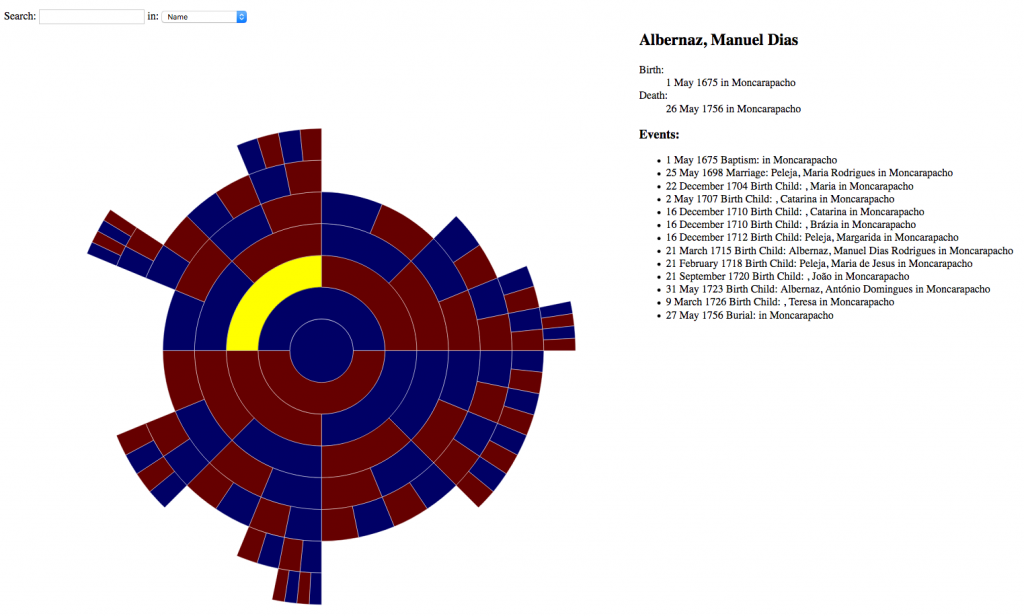 Search: in: Name
Albernaz, Manuel Dias
Birth:
1 May 1675 in Moncarapacho
Death:
26 May 1756 in Moncarapacho
Events:
• 1 May 1675 Baptism: in Moncarapacho
• 25 May 1698 Marriage: Peleja, Maria Rodrigues in Moncarapacho
• 22 December 1704 Birth Child: , Maria in Moncarapacho
• 2 May 1707 Birth Child: , Catarina in Moncarapacho
• 16 December 1710 Birth Child: , Catarina in Moncarapacho
• 16 December 1710 Birth Child: , Brázia in Moncarapacho
• 16 December 1712 Birth Child: Peleja, Margarida in Moncarapacho
• 21 March 1715 Birth Child: Albernaz, Manuel Dias Rodrigues in Moncarapacho
• 21 February 1718 Birth Child: Peleja, Maria de Jesus in Moncarapacho
• 21 September 1720 Birth Child: , João in Moncarapacho
• 31 May 1723 Birth Child: Albernaz, António Domingues in Moncarapacho
• 9 March 1726 Birth Child: , Teresa in Moncarapacho
• 27 May 1756 Burial: in Moncarapacho